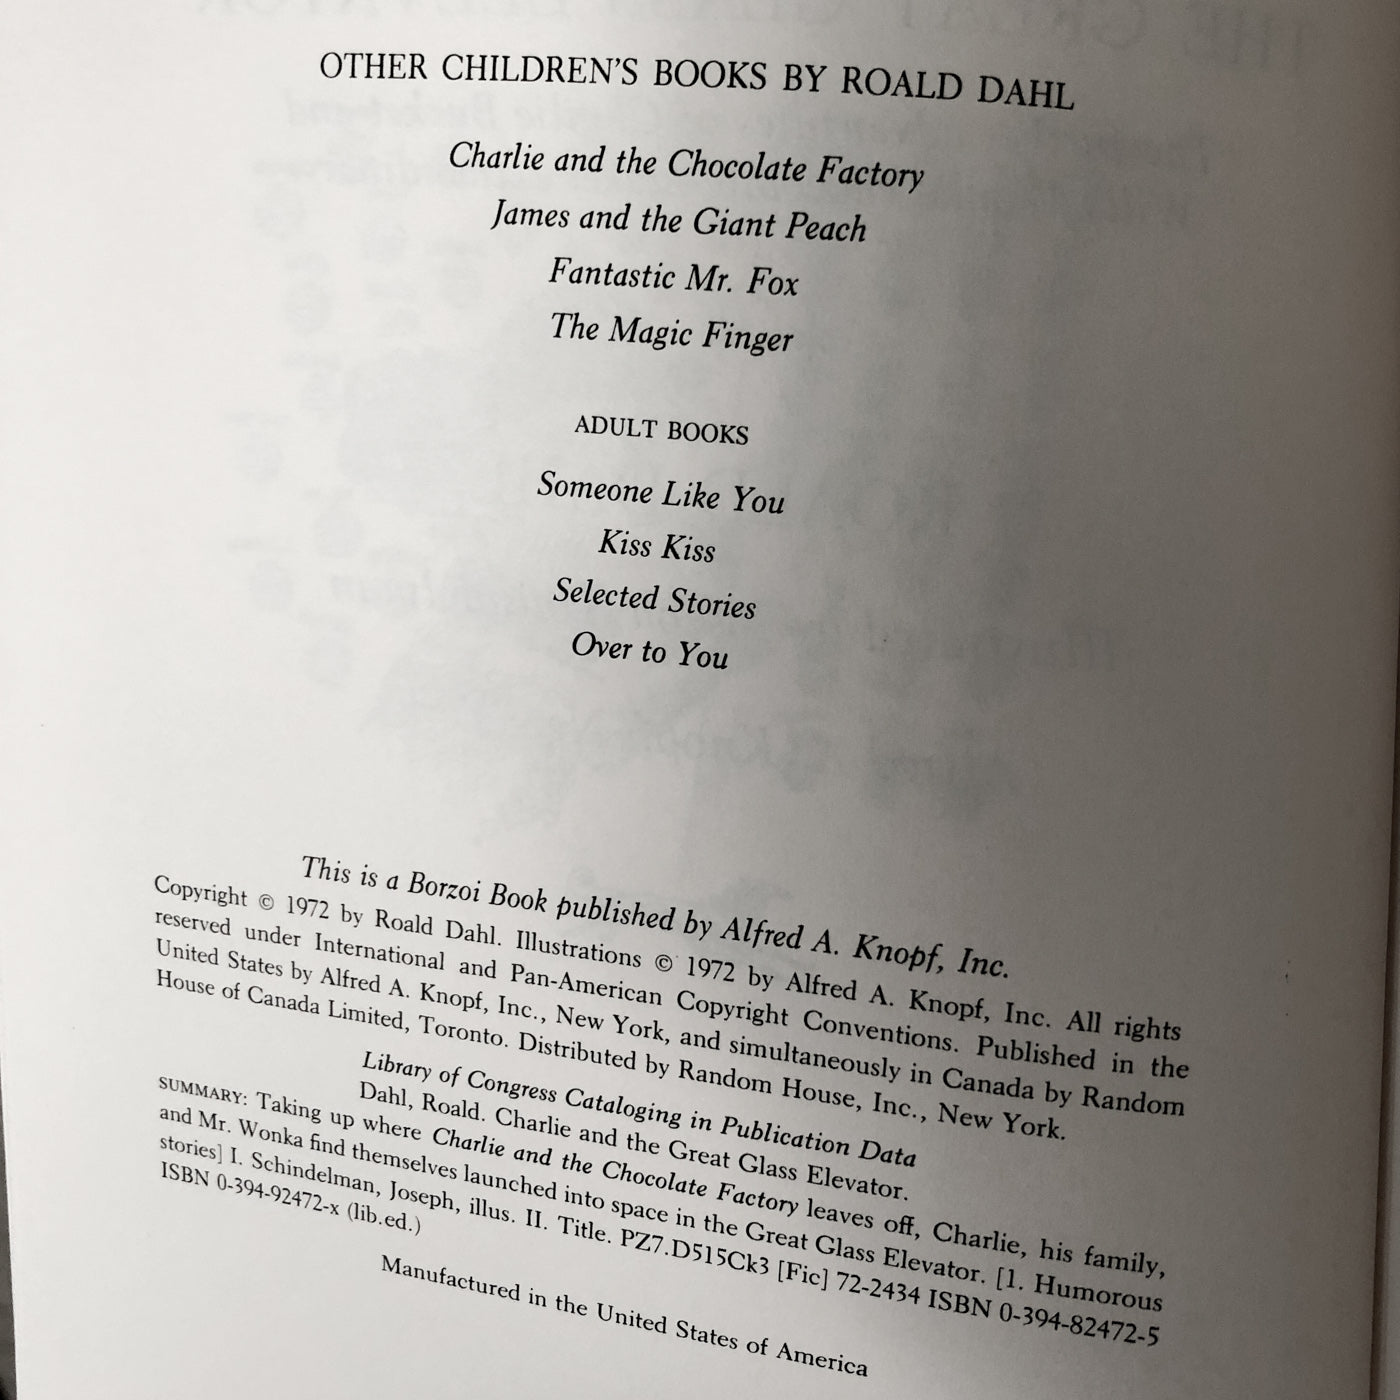 OTHER CHILDREN'S BOOKS BY ROALD DAHL
Charlie and the Chocolate Factory
James and the Giant Peach
Fantastic Mr. Fox
The Magic Finger
ADULT BOOKS
Someone Like You
Kiss Kiss
Selected Stories
Over to You
This is a Borzoi Book published by Alfred A. Knopf, Inc.
Copyright © 1972 by Roald Dahl. Illustrations © 1972 by Alfred A. Knopf, Inc. All rights
reserved under International and Pan-American Copyright Conventions. Published in the
United States by Alfred A. Knopf, Inc., New York, and simultaneously in Canada by Random
House of Canada Limited, Toronto. Distributed by Random House, Inc., New York.
Library of Congress Cataloging in Publication Data
Dahl, Roald. Charlie and the Great Glass Elevator.
SUMMARY: Taking up where Charlie and the Chocolate Factory leaves off, Charlie, his family,
and Mr. Wonka find themselves launched into space in the Great Glass Elevator. [1. Humorous
stories] I. Schindelman, Joseph, illus. II. Title. PZ7.D515Ck3 [Fic] 72-2434 ISBN 0-394-82472-5
ISBN 0-394-92472-x (lib.ed.)
Manufactured in the United States of America